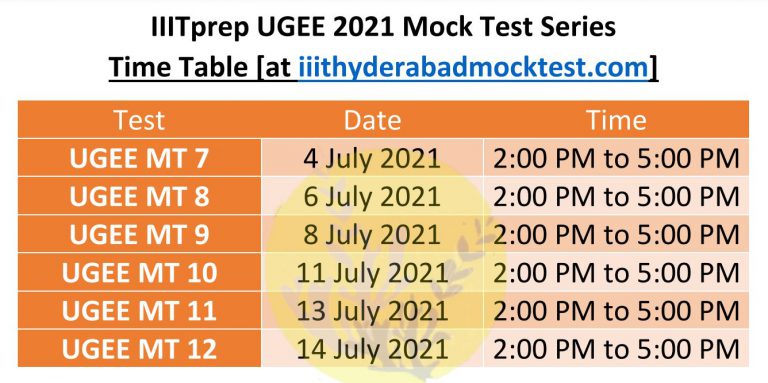 IIITprep UGEE 2021 Mock Test Series
Time Table [at iiithyderabadmocktest.com]
Test Date Time
UGEE MT 7 4 July 2021 2:00 PM to 5:00 PM
UGEE MT 8 6 July 2021 2:00 PM to 5:00 PM
UGEE MT 9 8 July 2021 2:00 PM to 5:00 PM
UGEE MT 10 11 July 2021 2:00 PM to 5:00 PM
UGEE MT 11 13 July 2021 2:00 PM to 5:00 PM
UGEE MT 12 14 July 2021 2:00 PM to 5:00 PM